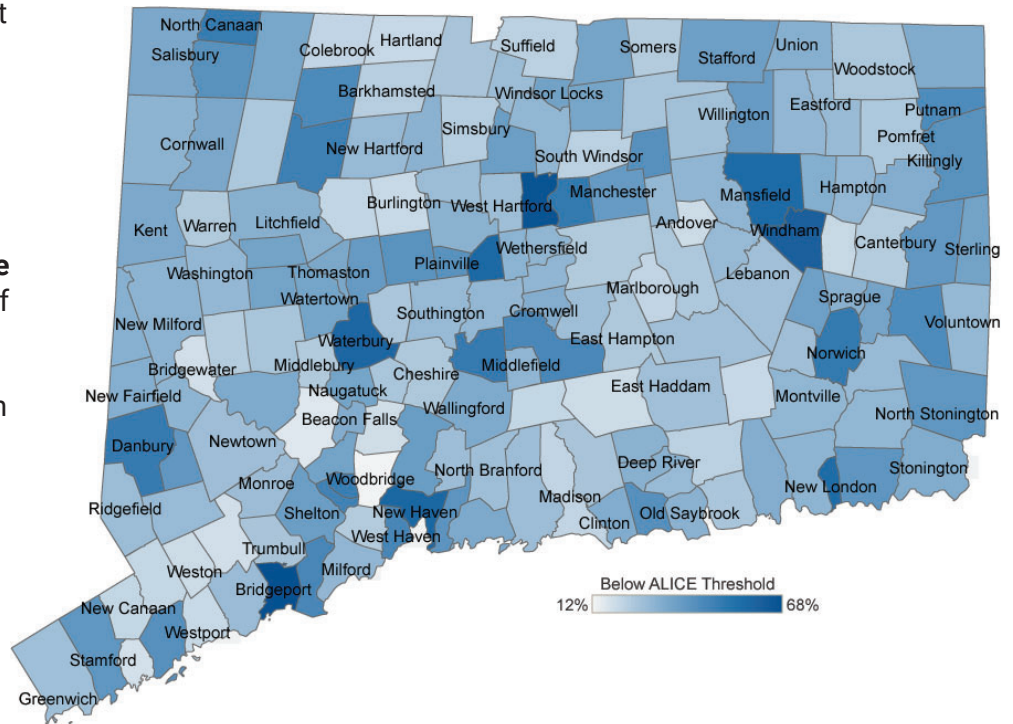 t
e
f
n
North Canaan
Salisbury
Colebrook
Hartland
Suffield
Somers
Stafford
Union
Woodstock
Barkhamsted
Windsor Locks
Willington
Eastford
Putnam
Cornwall
New Hartford
Simsbury
South Windsor
Pomfret
Killingly
Burlington
West Hartford
Manchester
Mansfield
Hampton
Kent
Warren
Litchfield
Andover
Windham
Canterbury
Sterling
Washington
Thomaston
Plainville
Wethersfield
Lebanon
Watertown
Marlborough
Sprague
New Milford
Southington
Cromwell
Voluntown
Waterbury
East Hampton
Norwich
Bridgewater
Middlebury
Cheshire
Middlefield
New Fairfield
Naugatuck
East Haddam
Montville
Beacon Falls
Wallingford
North Stonington
Danbury
Newtown
Monroe
Woodbridge
North Branford
Deep River
Stonington
Ridgefield
Shelton
New Haven
Madison
Clinton
Old Saybrook
New London
West Haven
Trumbull
Milford
Weston
Bridgeport
New Canaan
Westport
Stamford
Greenwich
Below ALICE Threshold
12% 68%